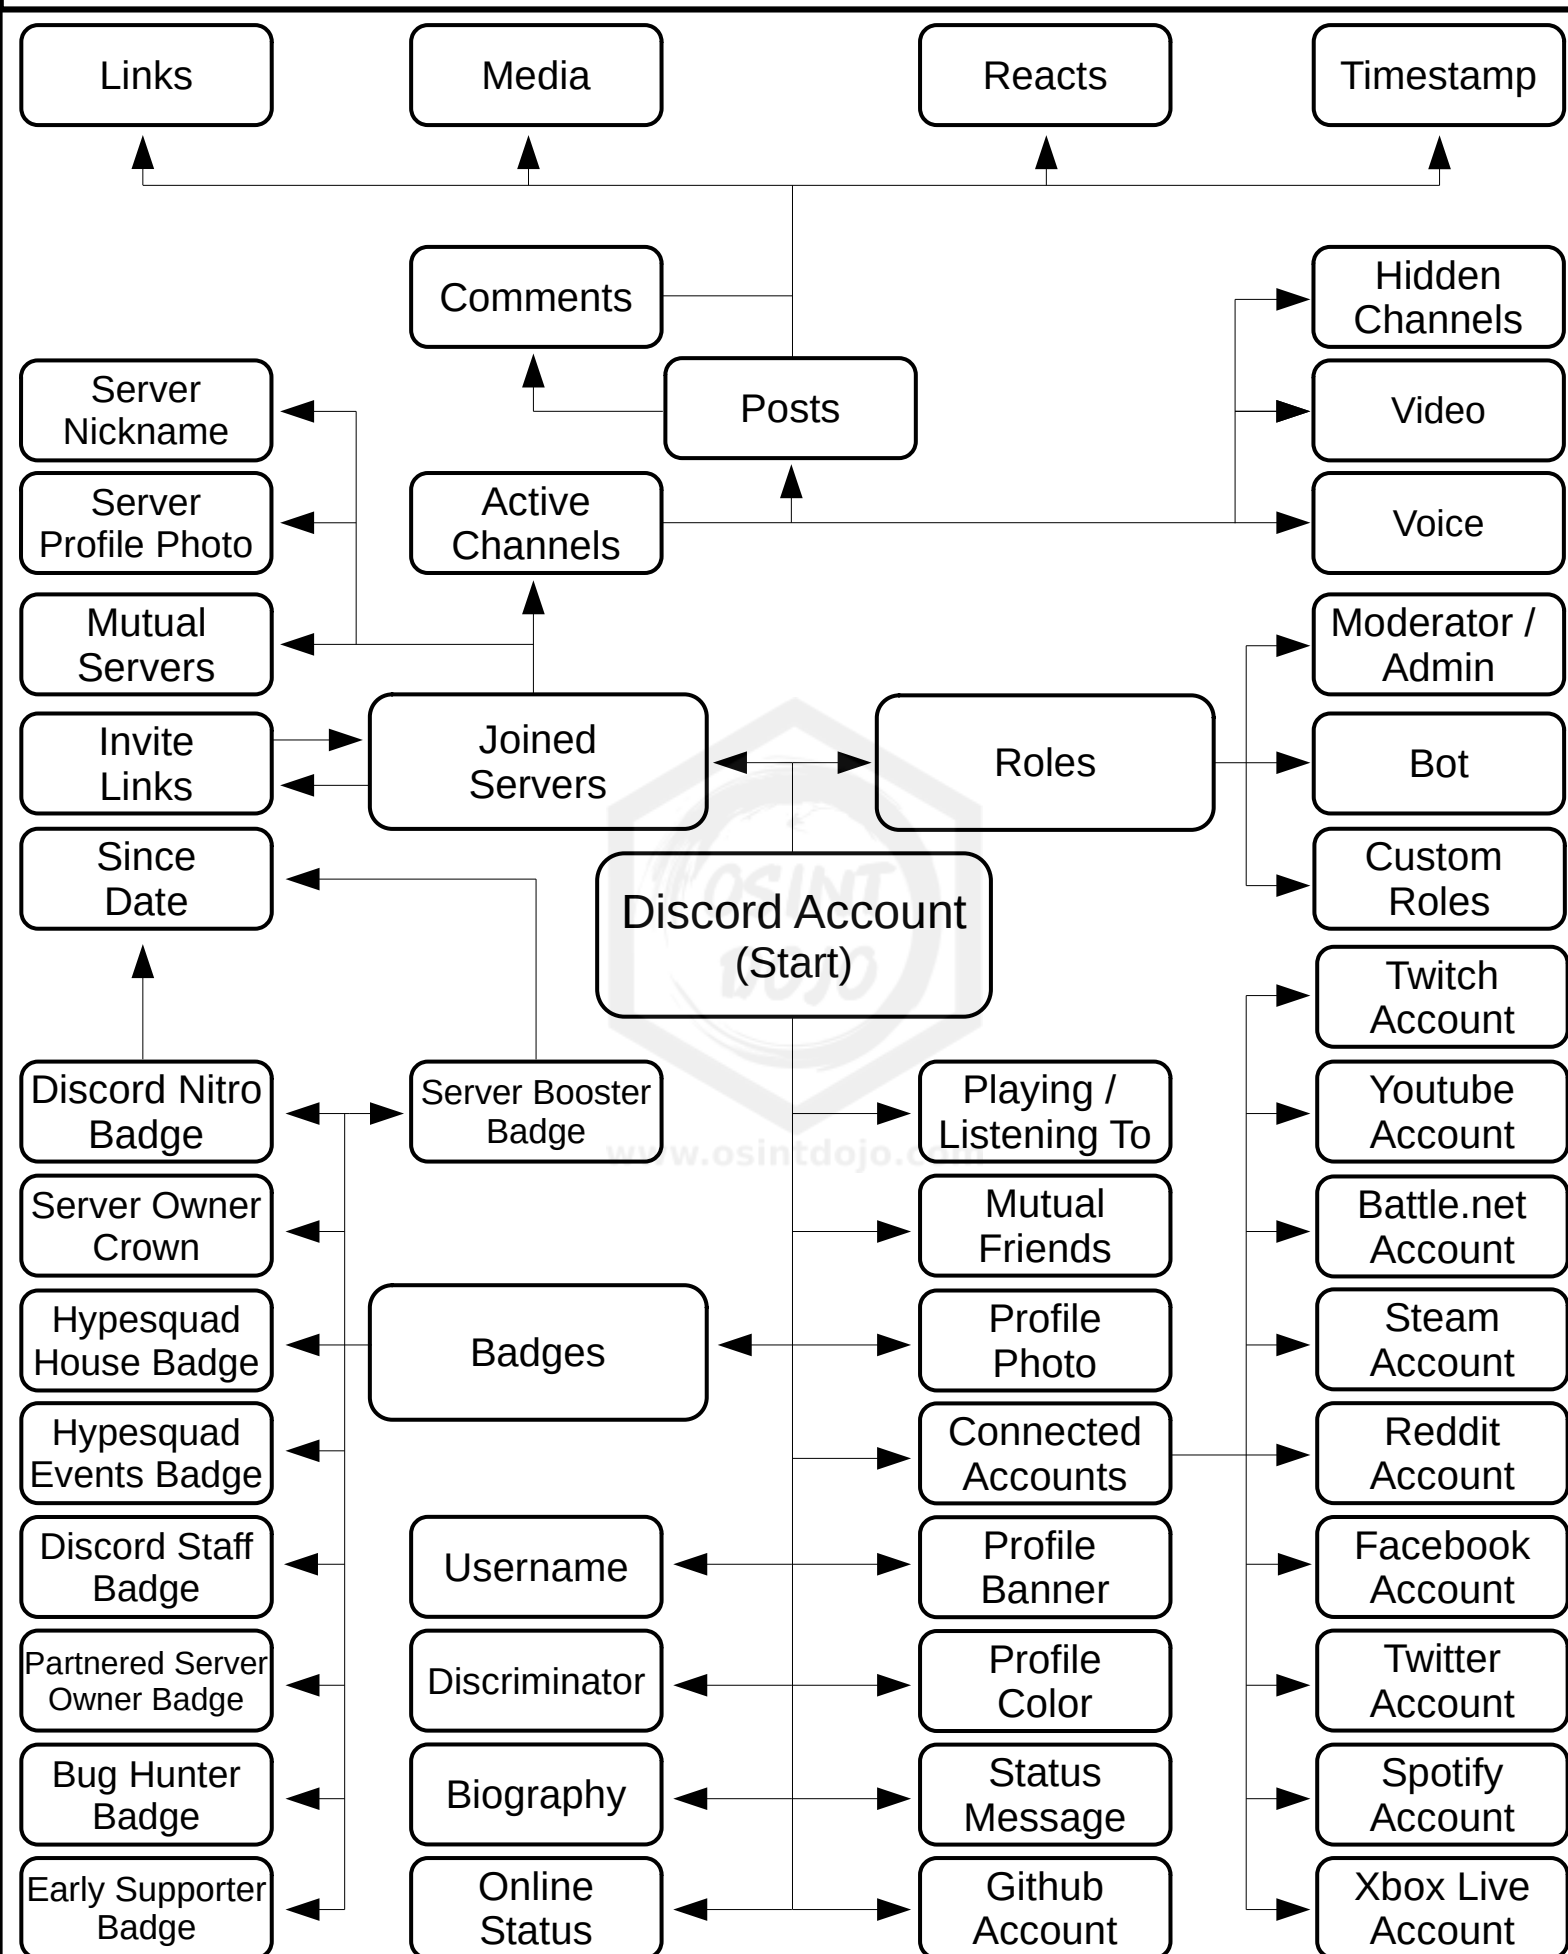 Links
Media
Reacts
Timestamp
Comments
Hidden
Channels
Server
Nickname
Posts
Video
Server
Profile Photo
Active
Channels
Voice
Mutual
Servers
Moderator /
Admin
Invite
Links
Joined
Servers
Roles
Bot
Since
Date
Custom
Roles
Discord Account
(Start)
OSINT
DOJO
Twitch
Account
Discord Nitro
Badge
Server Booster
Badge
Playing /
Listening To
Youtube
Account
www.osintdojo.com
Server Owner
Crown
Mutual
Friends
Battle.net
Account
Hypesquad
House Badge
Badges
Profile
Photo
Steam
Account
Hypesquad
Events Badge
Connected
Accounts
Reddit
Account
Discord Staff
Badge
Username
Profile
Banner
Facebook
Account
Partnered Server
Owner Badge
Discriminator
Profile
Color
Twitter
Account
Bug Hunter
Badge
Biography
Status
Message
Spotify
Account
Early Supporter
Badge
Online
Status
Github
Account
Xbox Live
Account